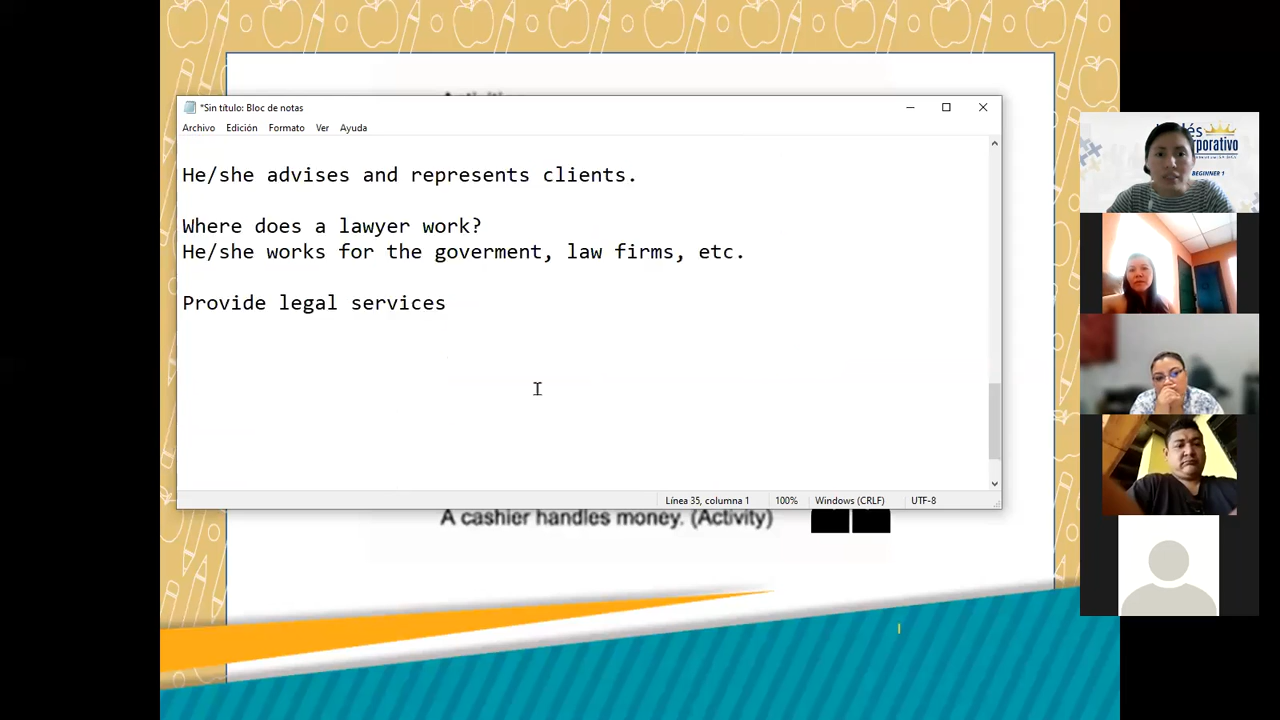 *Sin título: Bloc de notas
Archivo Edición Formato Ver Ayuda
He/she advises and represents clients.
Where does a lawyer work?
He/she works for the goverment, law firms, etc.
Provide legal services
Línea 35, columna 1 100% Windows (CRLF) UTF-8
A cashier handles money. (Activity)
BEGINNER 1